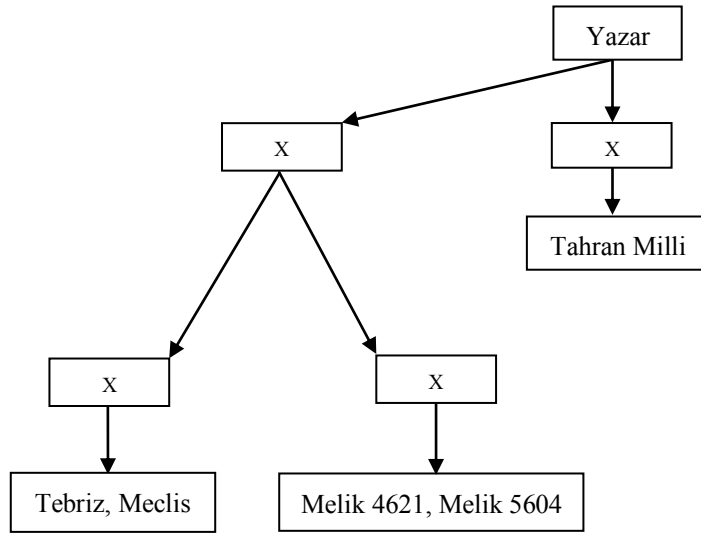 Yazar
X
X
Tahran Milli
X
X
Tebriz, Meclis
Melik 4621, Melik 5604